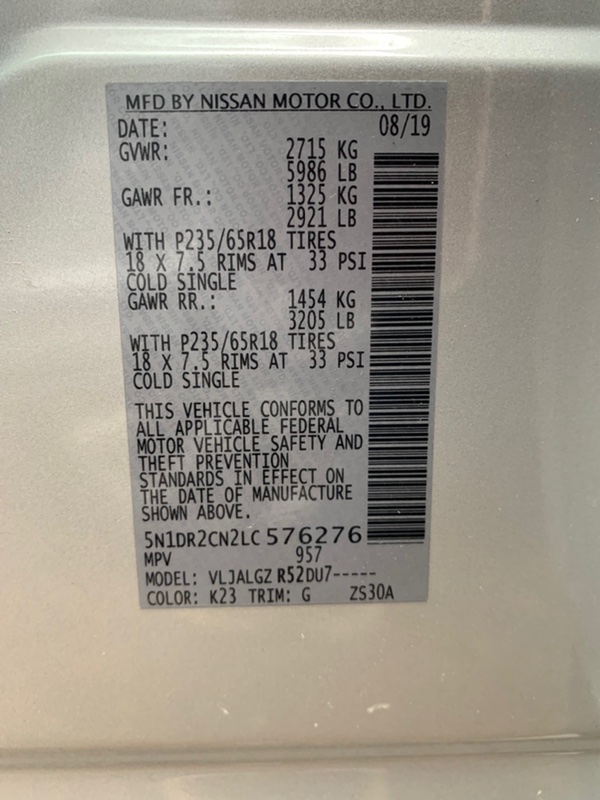 MFD BY NISSAN MOTOR CO., LTD.
DATE: 08/19
GVWR: 2715 KG
5986 LB
GAWR FR.: 1325 KG
2921 LB
WITH P235/65R18 TIRES
18 X 7.5 RIMS AT 33 PSI
COLD SINGLE
GAWR RR.: 1454 KG
3205 LB
WITH P235/65R18 TIRES
18 X 7.5 RIMS AT 33 PSI
COLD SINGLE
THIS VEHICLE CONFORMS TO
ALL APPLICABLE FEDERAL
MOTOR VEHICLE SAFETY AND
THEFT PREVENTION
STANDARDS IN EFFECT ON
THE DATE OF MANUFACTURE
SHOWN ABOVE.
5N1DR2CN2LC 576276
MPV 957
MODEL: VLJALGZ R52DU7-----
COLOR: K23 TRIM: G ZS30A